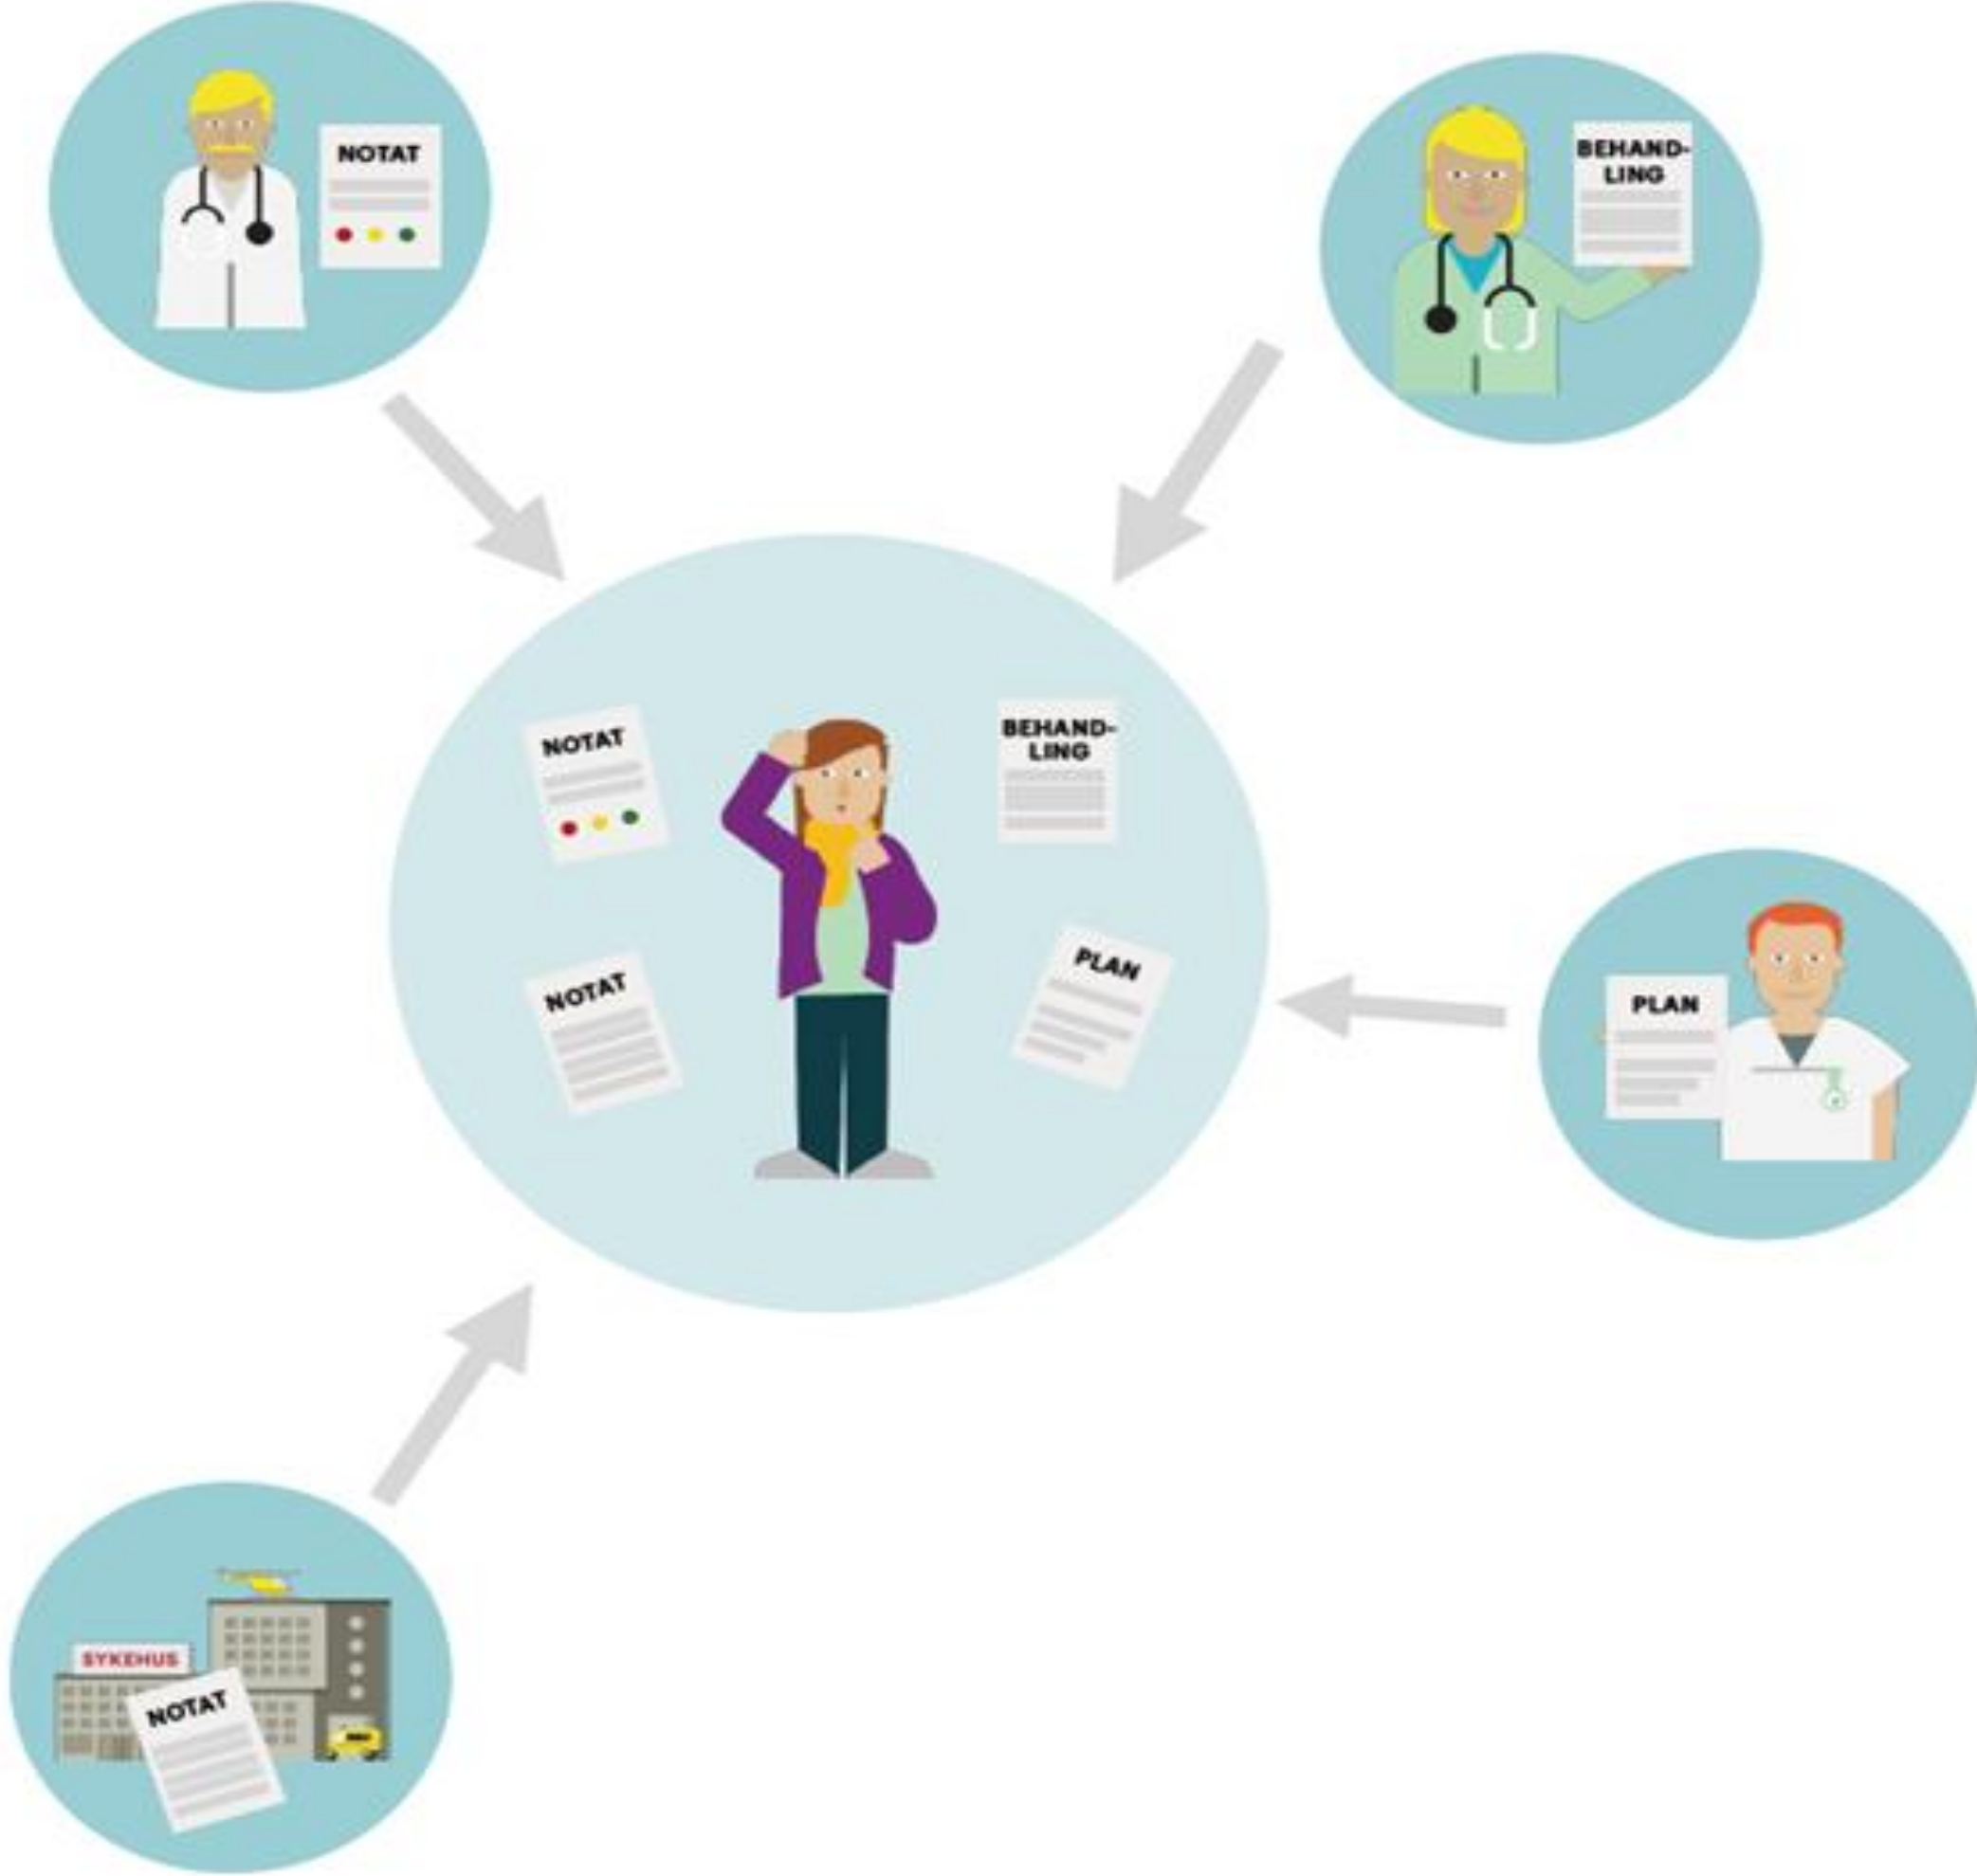 NOTAT
BEHAND-
LING
NOTAT
BEHAND-
LING
NOTAT
PLAN
PLAN
SYKEHUS
NOTAT